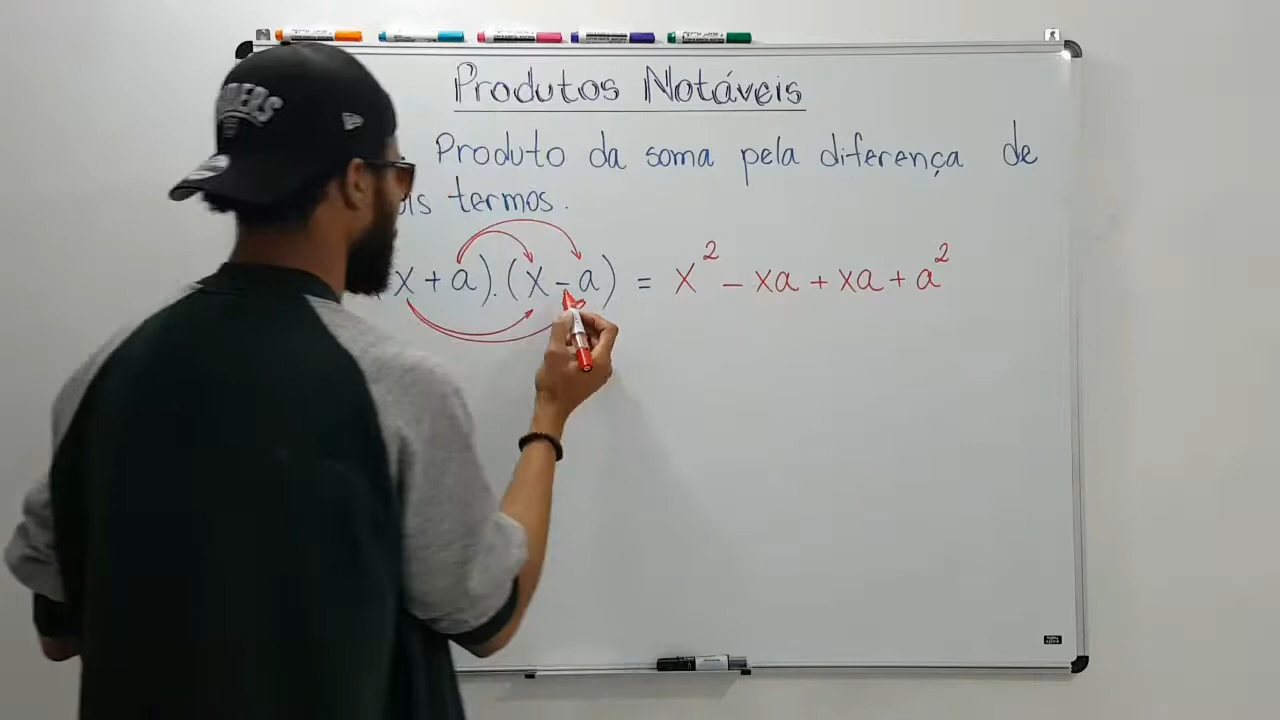 Produtos Notáveis
Produto da soma pela diferença de
termos.
x + a).(x - a) = x² - xa + xa + a²